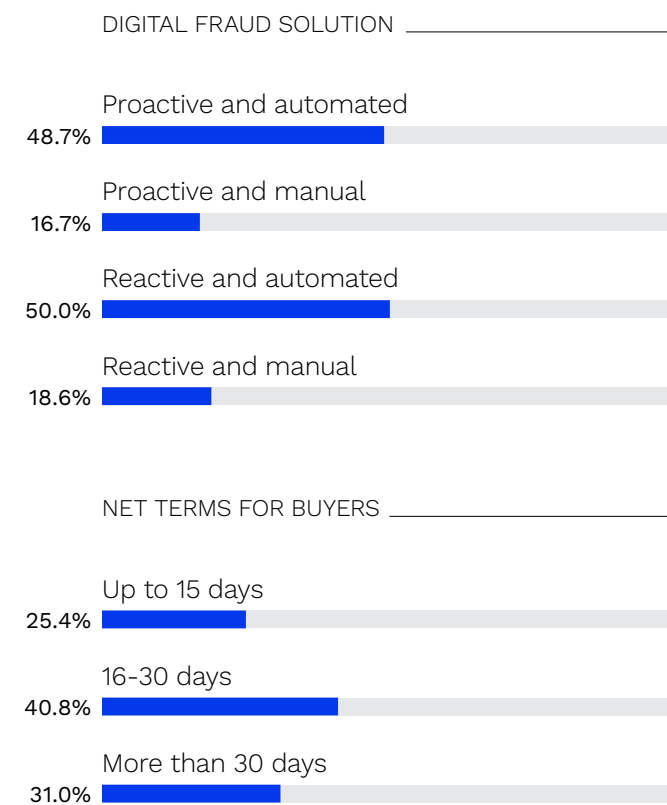 DIGITAL FRAUD SOLUTION
Proactive and automated
48.7%
Proactive and manual
16.7%
Reactive and automated
50.0%
Reactive and manual
18.6%
NET TERMS FOR BUYERS
Up to 15 days
25.4%
16-30 days
40.8%
More than 30 days
31.0%